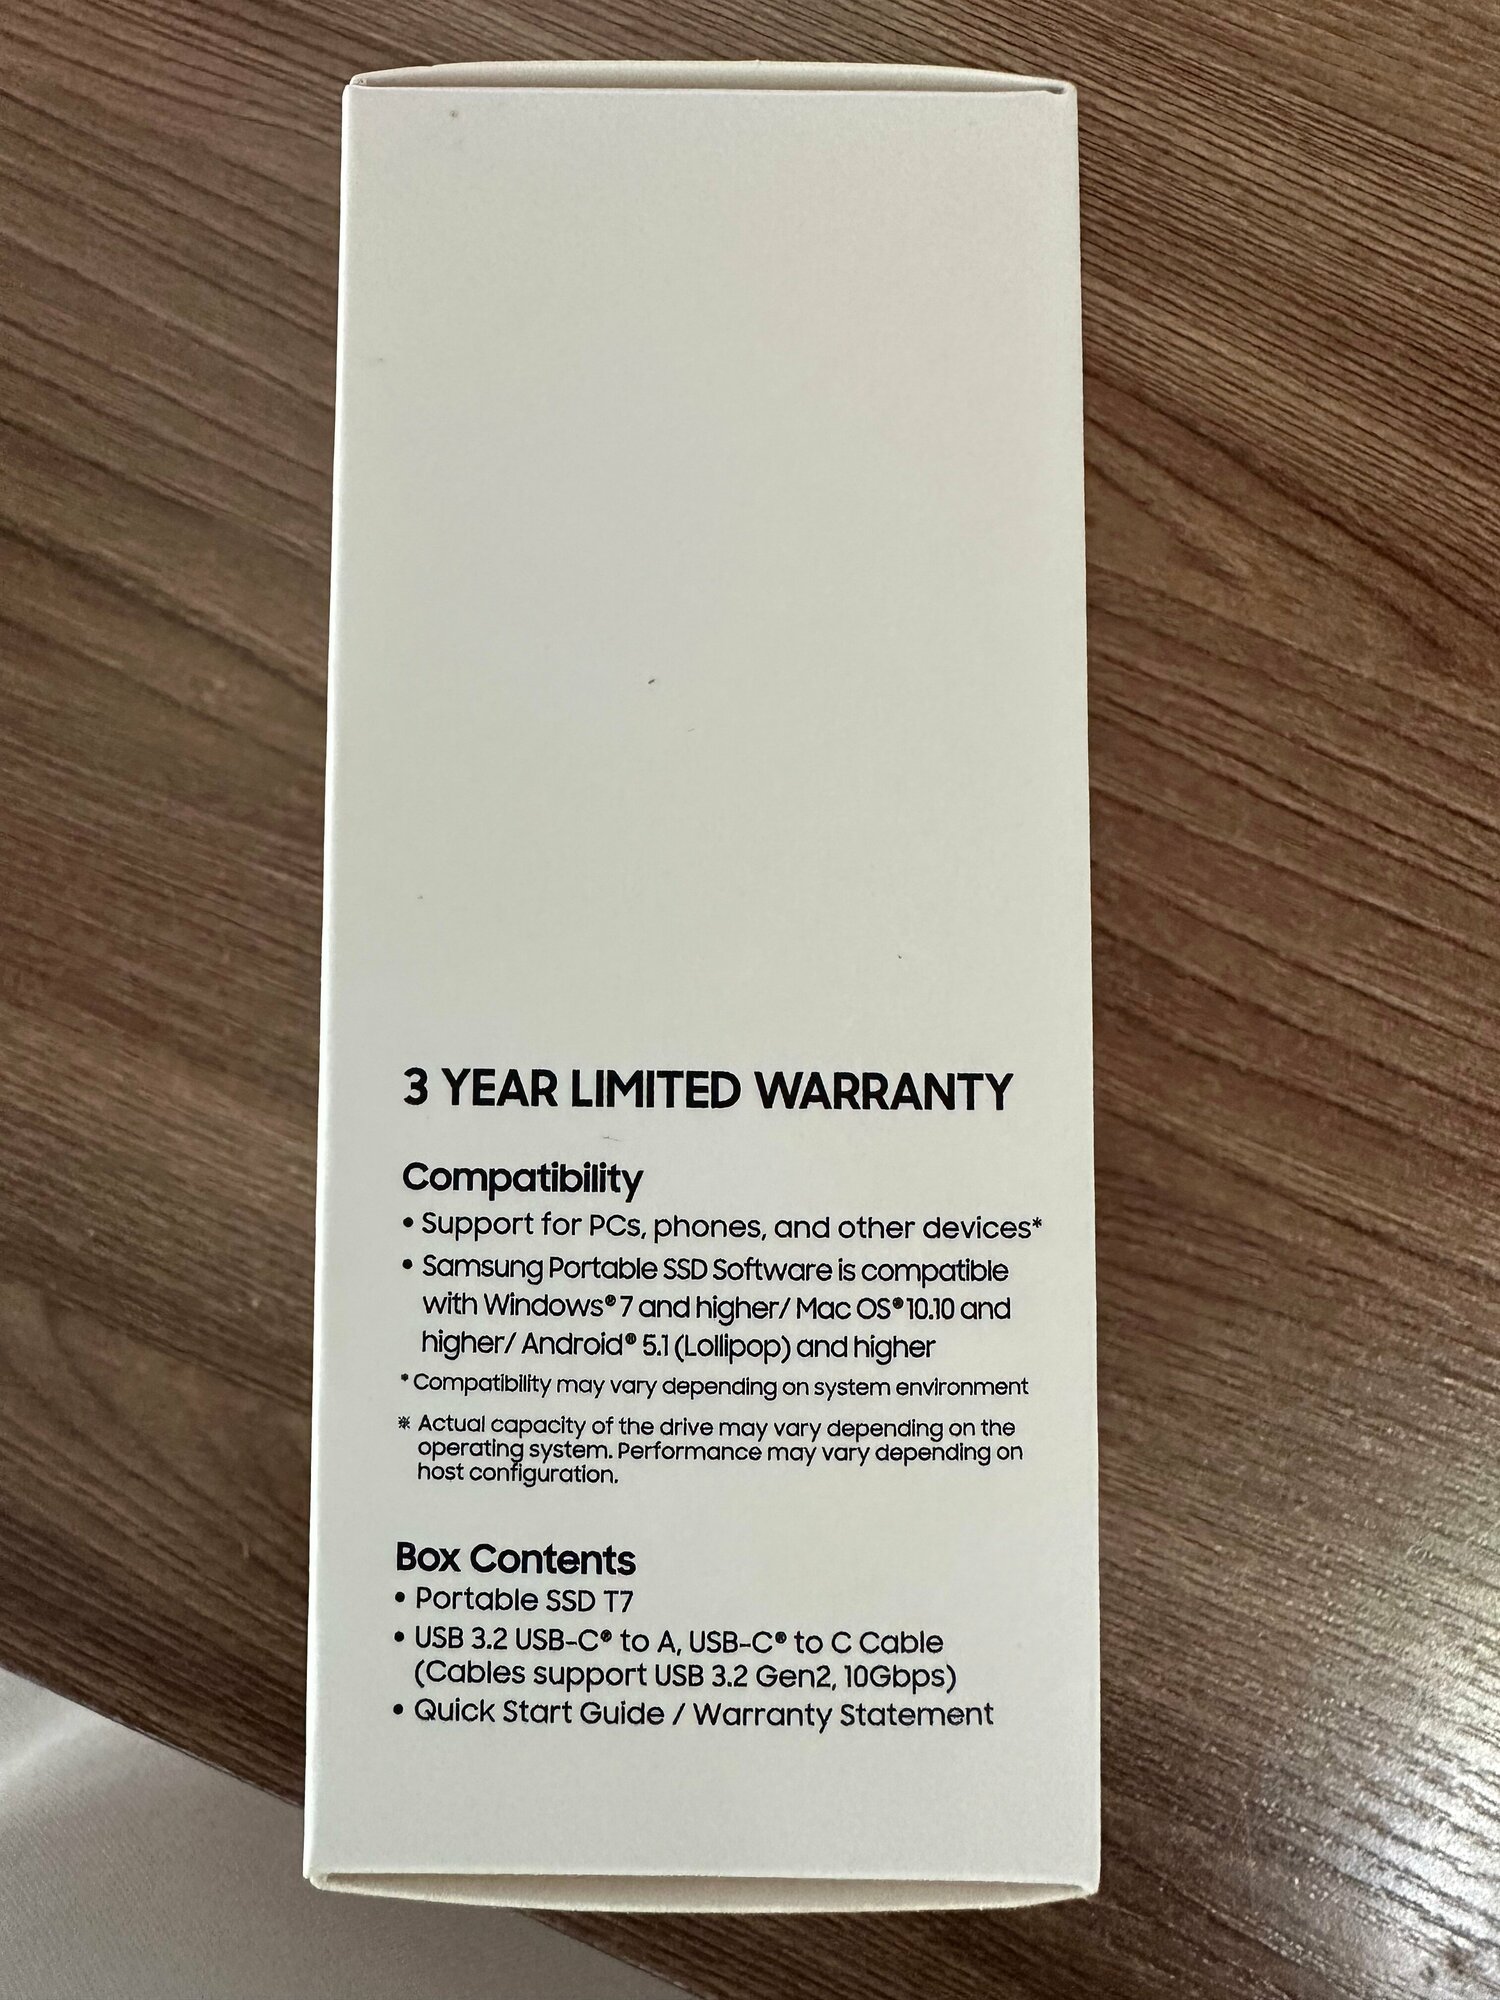 3 YEAR LIMITED WARRANTY
Compatibility
• Support for PCs, phones, and other devices*
• Samsung Portable SSD Software is compatible
with Windows® 7 and higher/ Mac OS® 10.10 and
higher/ Android® 5.1 (Lollipop) and higher
* Compatibility may vary depending on system environment
※ Actual capacity of the drive may vary depending on the
operating system. Performance may vary depending on
host configuration.
Box Contents
• Portable SSD T7
• USB 3.2 USB-C® to A, USB-C® to C Cable
(Cables support USB 3.2 Gen2, 10Gbps)
• Quick Start Guide / Warranty Statement